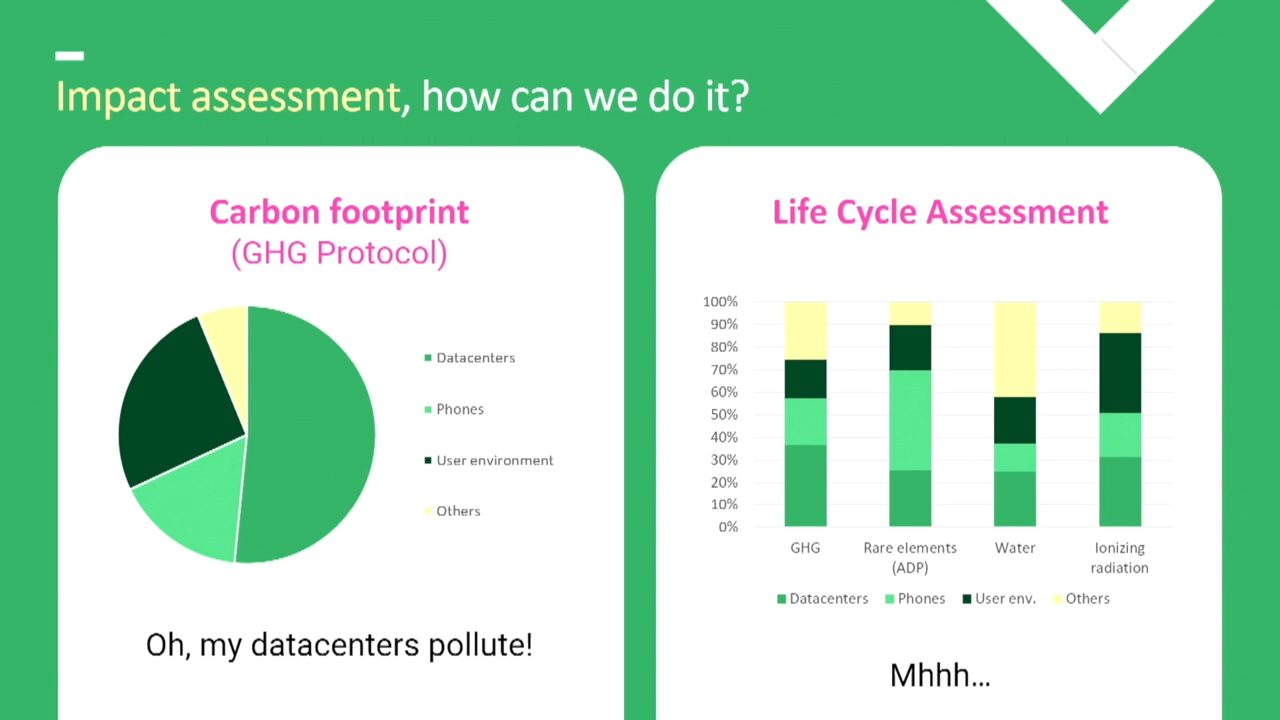 Impact assessment, how can we do it?
Carbon footprint
(GHG Protocol)
Datacenters
Phones
User environment
Others
Oh, my datacenters pollute!
Life Cycle Assessment
100%
90%
80%
70%
60%
50%
40%
30%
20%
10%
0%
GHG
Rare elements
(ADP)
Water
Ionizing
radiation
Datacenters Phones User env. Others
Mhhh...